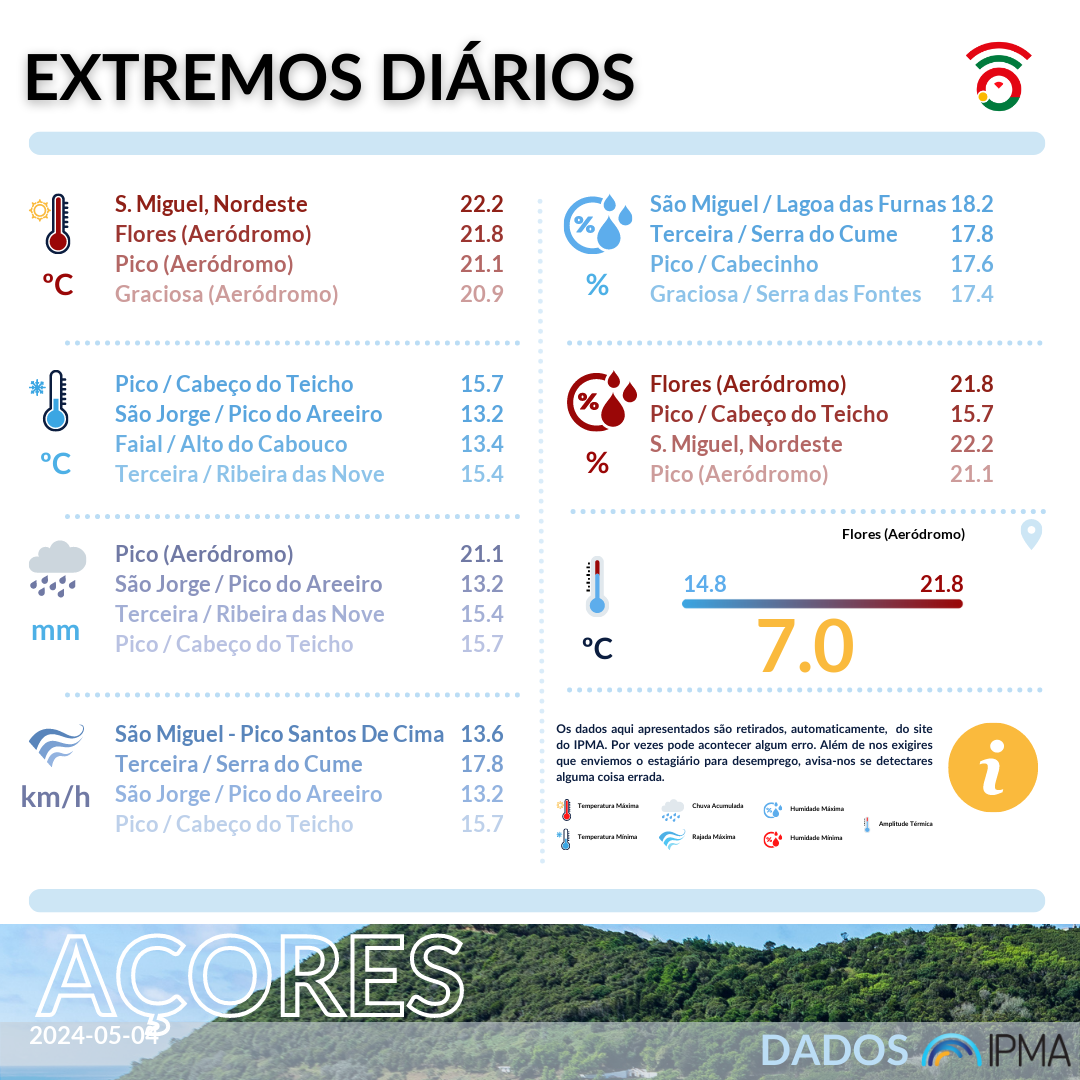 EXTREMOS DIÁRIOS
S. Miguel, Nordeste 22.2
Flores (Aeródromo) 21.8
Pico (Aeródromo) 21.1
Graciosa (Aeródromo) 20.9
ºC
Pico / Cabeço do Teicho 15.7
São Jorge / Pico do Areeiro 13.2
Faial / Alto do Cabouco 13.4
Terceira / Ribeira das Nove 15.4
ºC
Pico (Aeródromo) 21.1
São Jorge / Pico do Areeiro 13.2
Terceira / Ribeira das Nove 15.4
Pico / Cabeço do Teicho 15.7
mm
São Miguel - Pico Santos De Cima 13.6
Terceira / Serra do Cume 17.8
São Jorge / Pico do Areeiro 13.2
Pico / Cabeço do Teicho 15.7
km/h
São Miguel / Lagoa das Furnas 18.2
Terceira / Serra do Cume 17.8
Pico / Cabecinho 17.6
Graciosa / Serra das Fontes 17.4
%
%
Flores (Aeródromo) 21.8
Pico / Cabeço do Teicho 15.7
S. Miguel, Nordeste 22.2
Pico (Aeródromo) 21.1
%
%
Flores (Aeródromo)
14.8 21.8
7.0
ºC
Os dados aqui apresentados são retirados, automaticamente, do site
do IPMA. Por vezes pode acontecer algum erro. Além de nos exigires
que enviemos o estagiário para desemprego, avisa-nos se detectares
alguma coisa errada.
i
Temperatura Máxima
Chuva Acumulada
Humidade Máxima
Amplitude Térmica
Temperatura Mínima
Rajada Máxima
Humidade Mínima
AÇORES
2024-05-04
DADOS IPMA